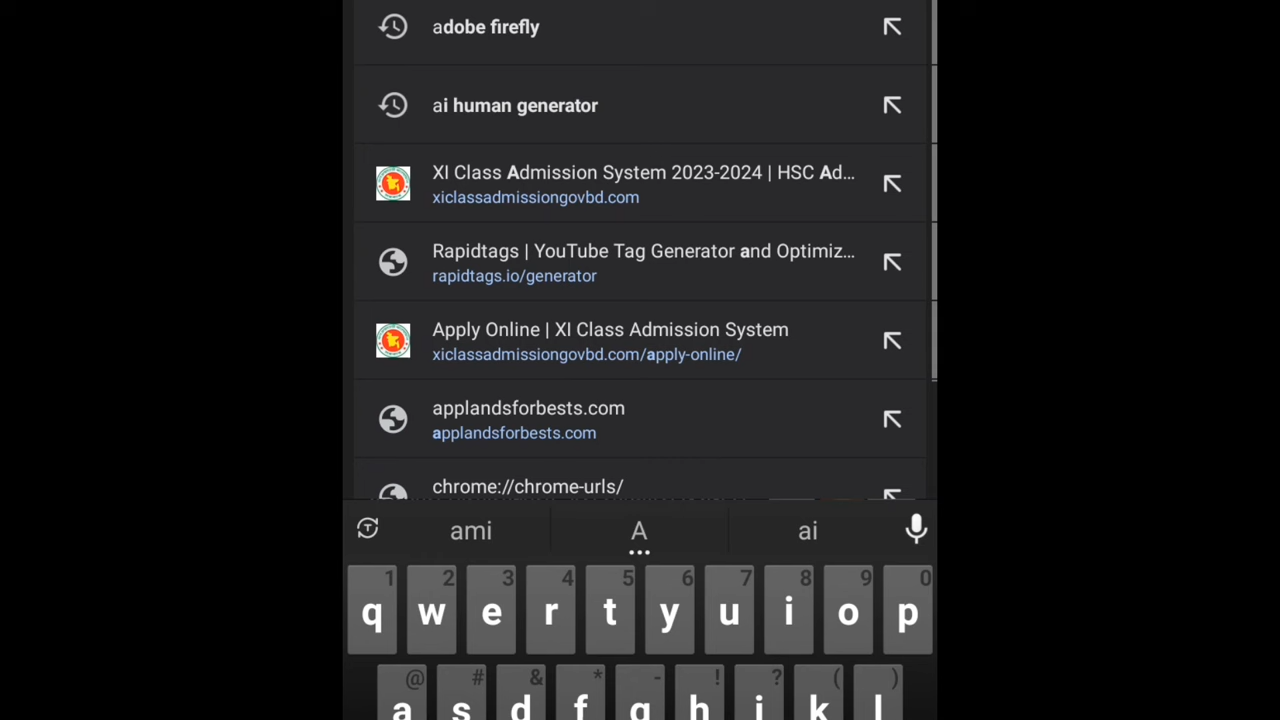 adobe firefly
ai human generator
XI Class Admission System 2023-2024 | HSC Ad...
xiclassadmissiongovbd.com
Rapidtags | YouTube Tag Generator and Optimiz...
rapidtags.io/generator
Apply Online | XI Class Admission System
xiclassadmissiongovbd.com/apply-online/
applandsforbests.com
applandsforbests.com
chrome://chrome-urls/
T ami A ai
1 2 3 4 5 6 7 8 9 0
q w e r t y u i o p
@ # & * - ! ? ( )
a s d f g h j k l